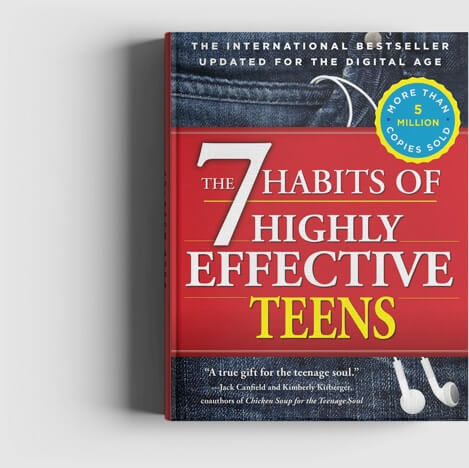 THE INTERNATIONAL BESTSELLER
UPDATED FOR THE DIGITAL AGE
MORE THAN
5
MILLION
COPIES SOLD
THE 7 HABITS OF
HIGHLY
EFFECTIVE
TEENS
“A true gift for the teenage soul.”
—Jack Canfield and Kimberly Kirberger,
coauthors of Chicken Soup for the Teenage Soul